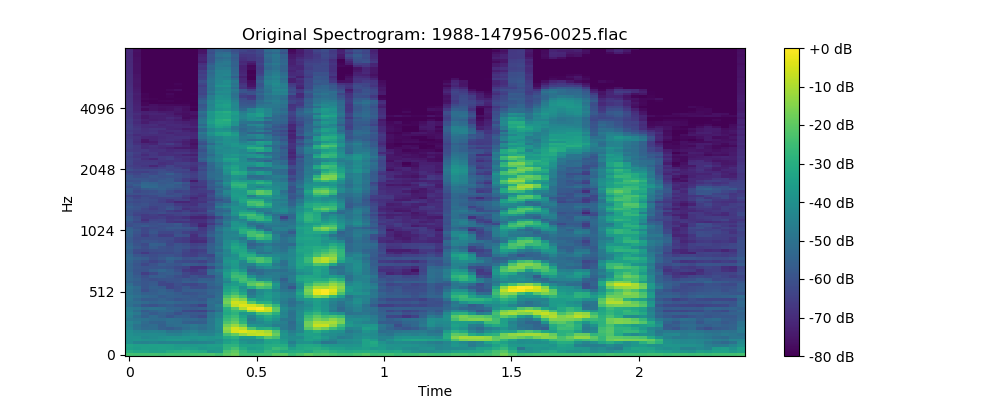 Original Spectrogram: 1988-147956-0025.flac
Hz
4096
2048
1024
512
0
0
0.5
1
1.5
2
Time
+0 dB
-10 dB
-20 dB
-30 dB
-40 dB
-50 dB
-60 dB
-70 dB
-80 dB